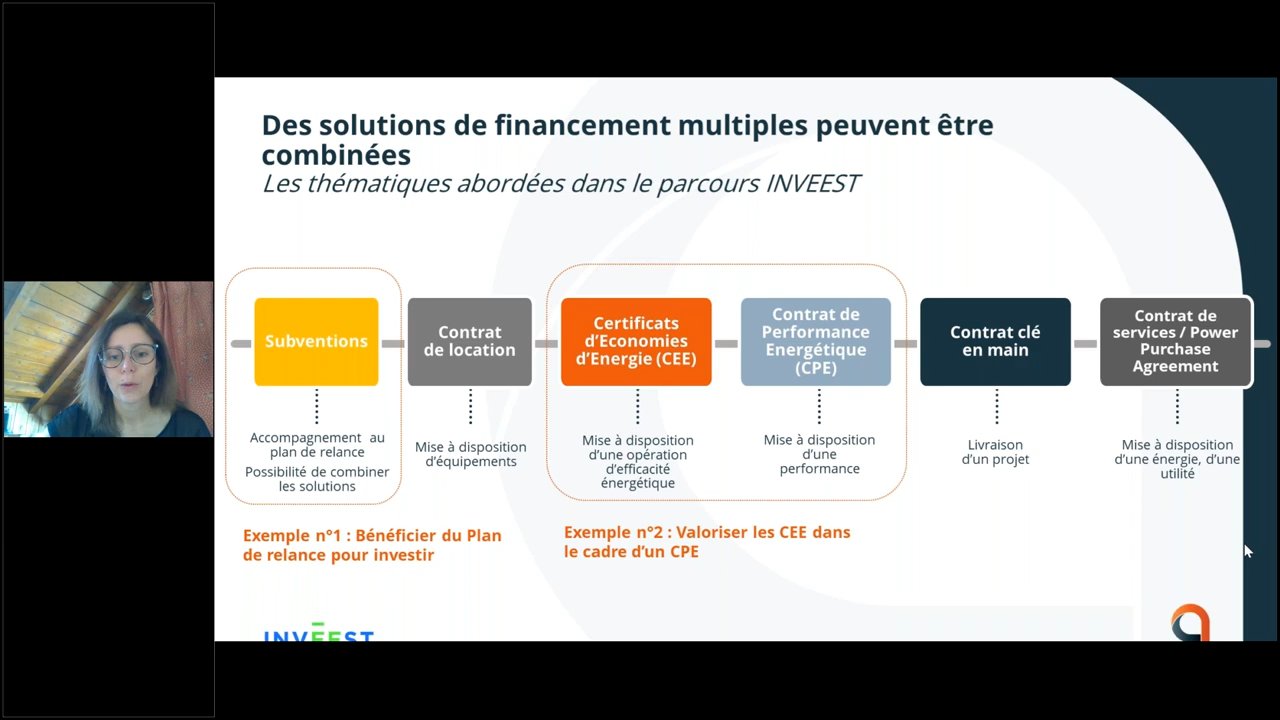 Des solutions de financement multiples peuvent être
combinées
Les thématiques abordées dans le parcours INVEEST
Subventions
Accompagnement au
plan de relance
Possibilité de combiner
les solutions
Contrat
de location
Mise à disposition
d'équipements
Certificats
d'Economies
d'Energie (CEE)
Mise à disposition
d'une opération
d'efficacité
énergétique
Contrat de
Performance
Energétique
(CPE)
Mise à disposition
d'une
performance
Contrat clé
en main
Livraison
d'un projet
Contrat de
services / Power
Purchase
Agreement
Mise à disposition
d'une énergie, d'une
utilité
Exemple n°1 : Bénéficier du Plan
de relance pour investir
Exemple n°2 : Valoriser les CEE dans
le cadre d'un CPE
INVEEST